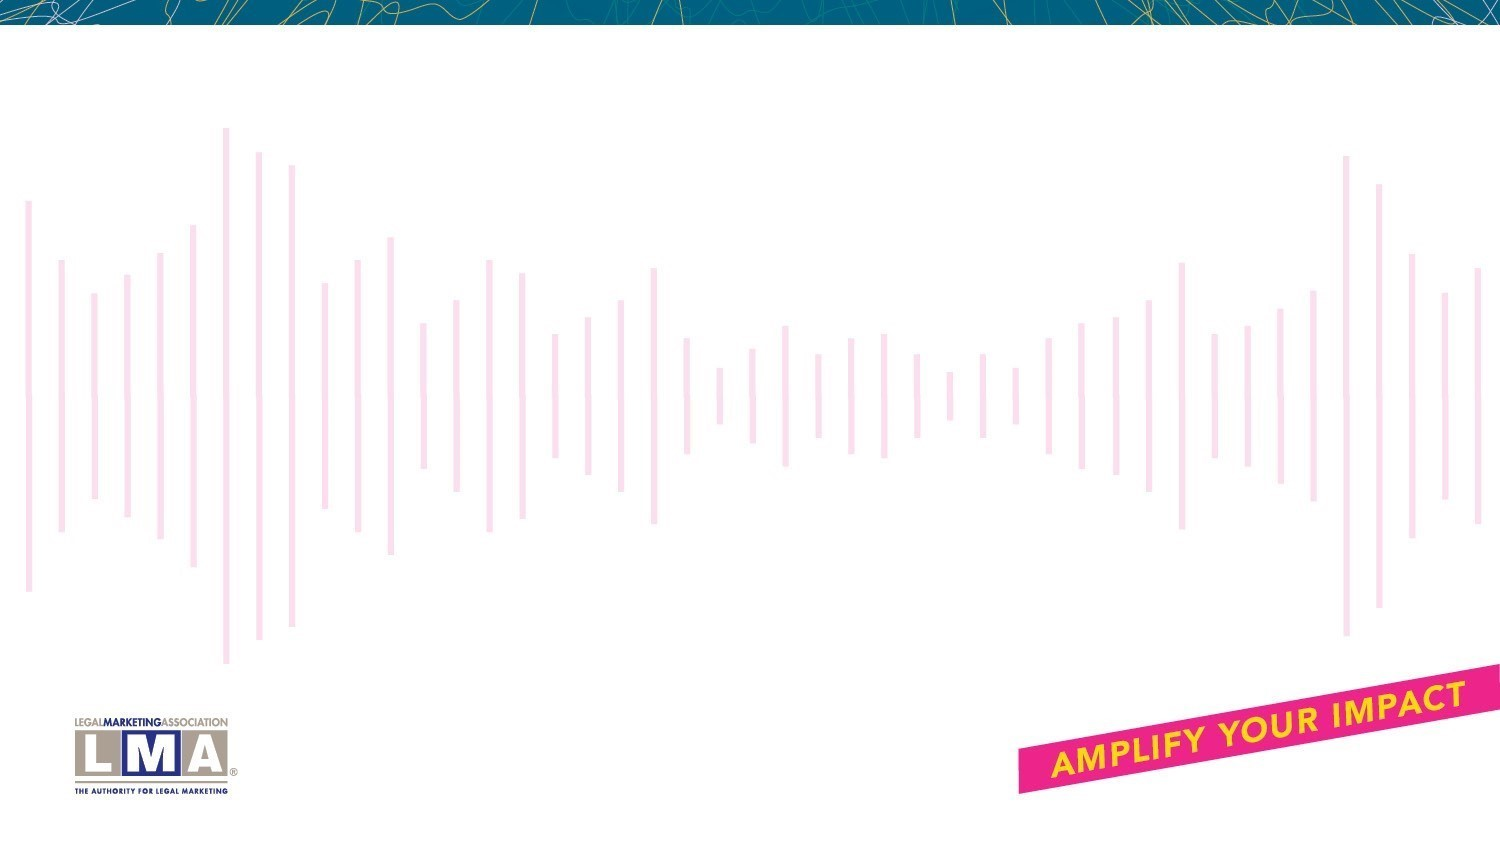 LEGALMARKETINGASSOCIATION
LMA®
THE AUTHORITY FOR LEGAL MARKETING
AMPLIFY YOUR IMPACT